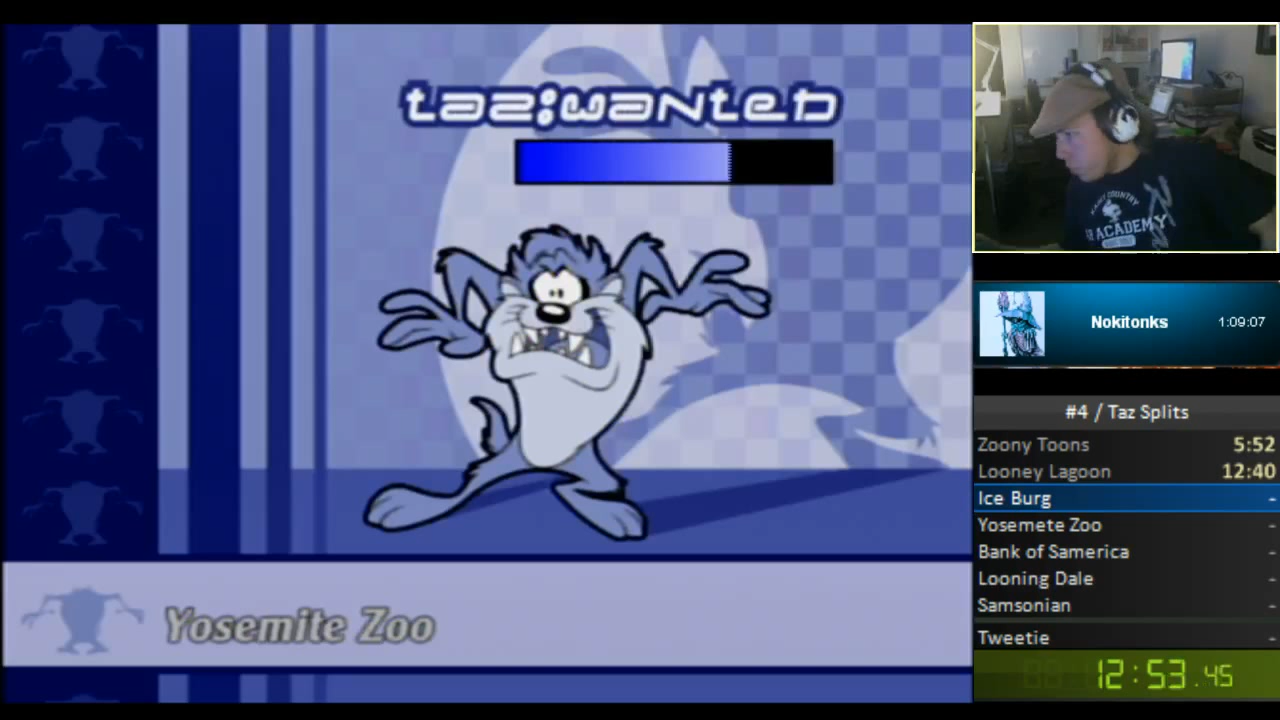 taz:wanted
Yosemite Zoo
ACADEMY
Nokitonks 1:09:07
#4 / Taz Splits
Zoony Toons 5:52
Looney Lagoon 12:40
Ice Burg -
Yosemete Zoo -
Bank of Samerica -
Looning Dale -
Samsonian -
Tweetie -
12:53.45